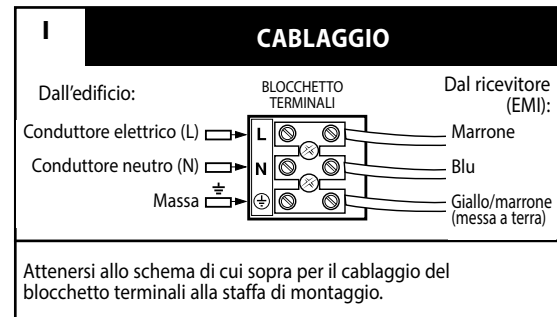 I
CABLAGGIO
Dall'edificio:
BLOCCHETTO
TERMINALI
Dal ricevitore
(EMI):
Conduttore elettrico (L)
L
Marrone
Conduttore neutro (N)
N
Blu
Massa
Giallo/marrone
(messa a terra)
Attenersi allo schema di cui sopra per il cablaggio del
blocchetto terminali alla staffa di montaggio.